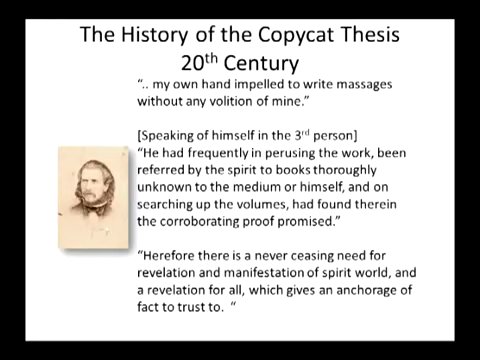 The History of the Copycat Thesis
20th Century
".. my own hand impelled to write massages
without any volition of mine."
[Speaking of himself in the 3rd person]
"He had frequently in perusing the work, been
referred by the spirit to books thoroughly
unknown to the medium or himself, and on
searching up the volumes, had found therein
the corroborating proof promised."
"Herefore there is a never ceasing need for
revelation and manifestation of spirit world, and
a revelation for all, which gives an anchorage of
fact to trust to. "